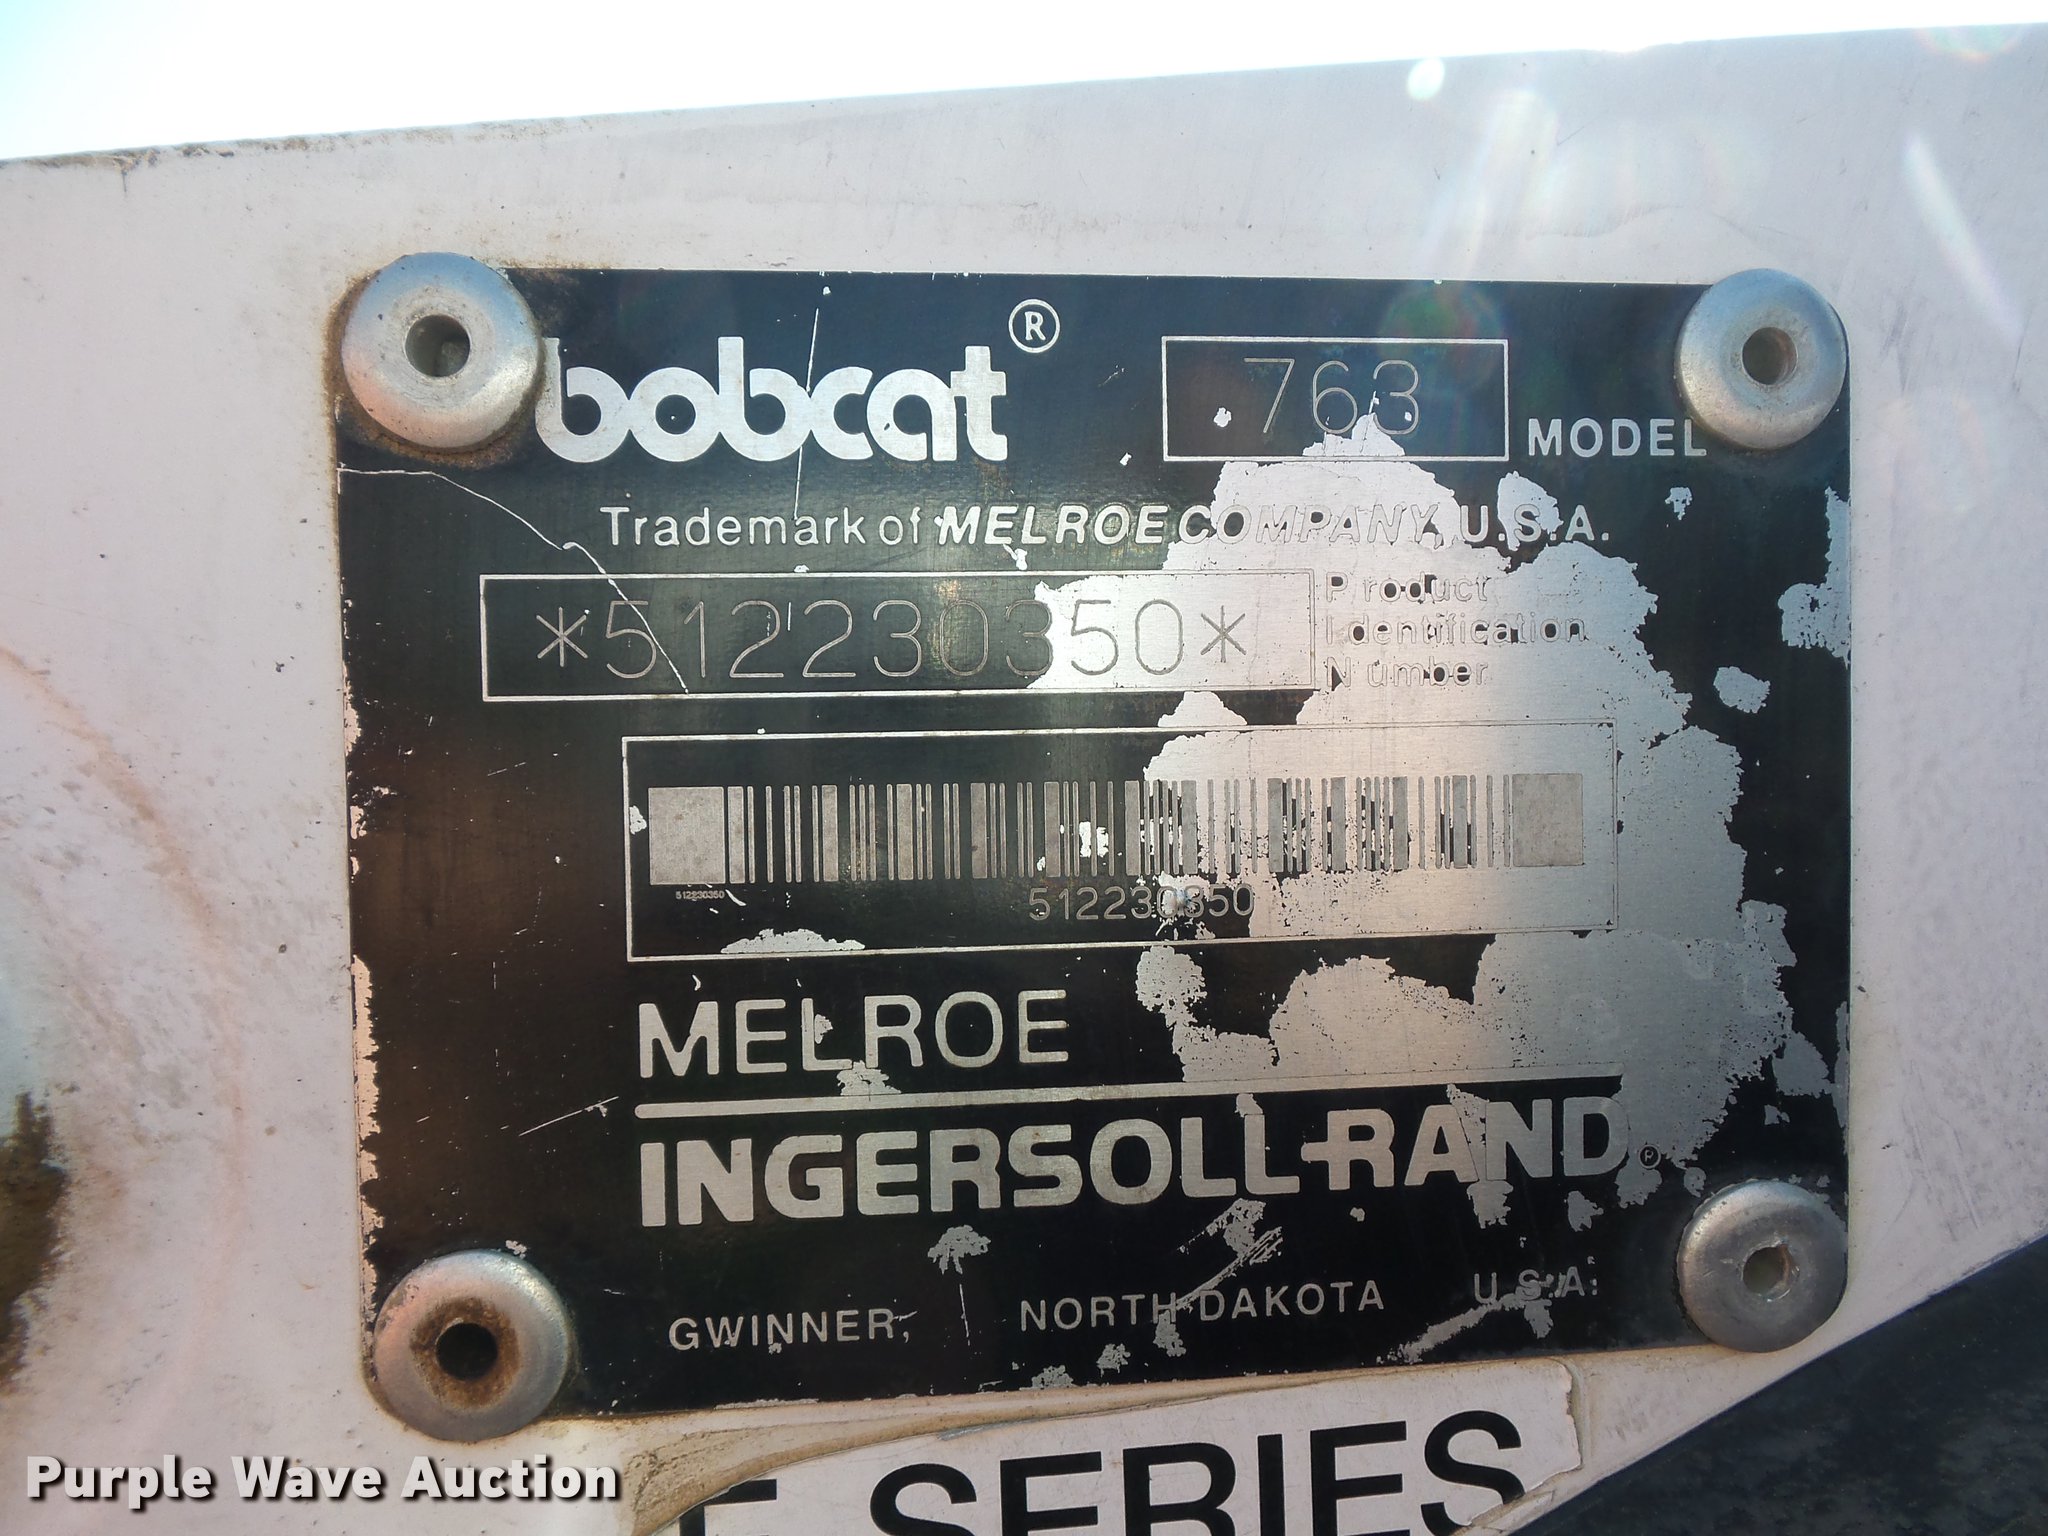 bobcat ®
763 MODEL
Trademark of MELROE COMPANY, U.S.A.
*512230350*
Product
Identification
Number
512230350
512230350
MELROE
INGERSOLL-RAND®
GWINNER, NORTH DAKOTA U.S.A.
SERIES
Purple Wave Auction